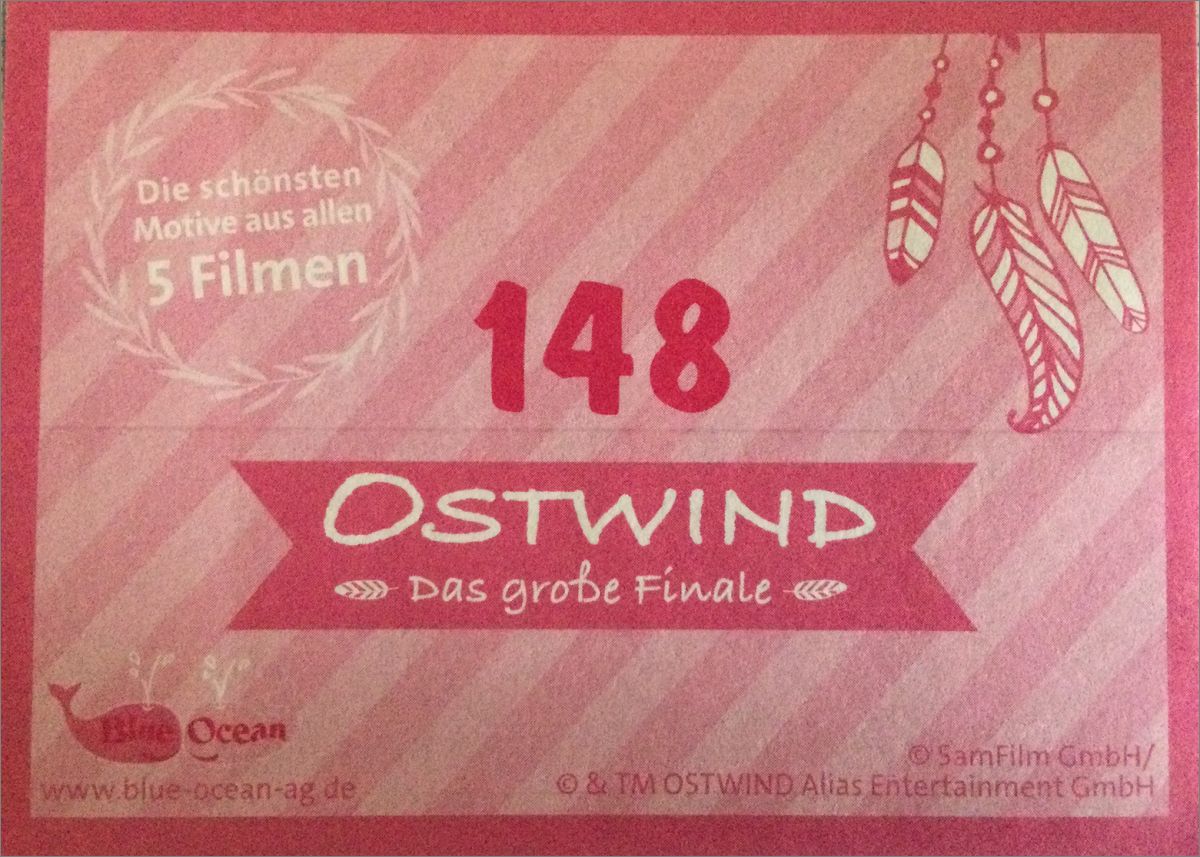 Die schönsten
Motive aus allen
5 Filmen
148
OSTWIND
Das große Finale
Blue Ocean
www.blue-ocean-ag.de
© SamFilm GmbH/
© & TM OSTWIND Alias Entertainment GmbH